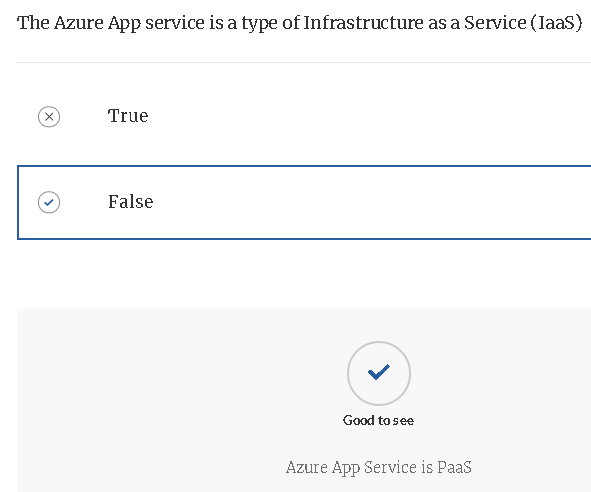 The Azure App service is a type of Infrastructure as a Service (IaaS)
True
False
Good to see
Azure App Service is PaaS